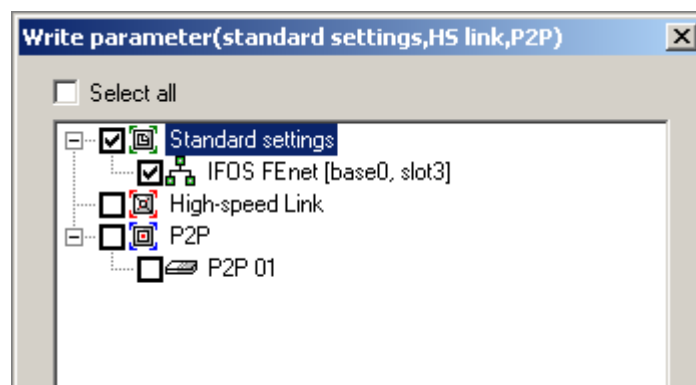 Write parameter(standard settings,HS link,P2P)
Select all
Standard settings
IFOS FEnet [base0, slot3]
High-speed Link
P2P
P2P 01